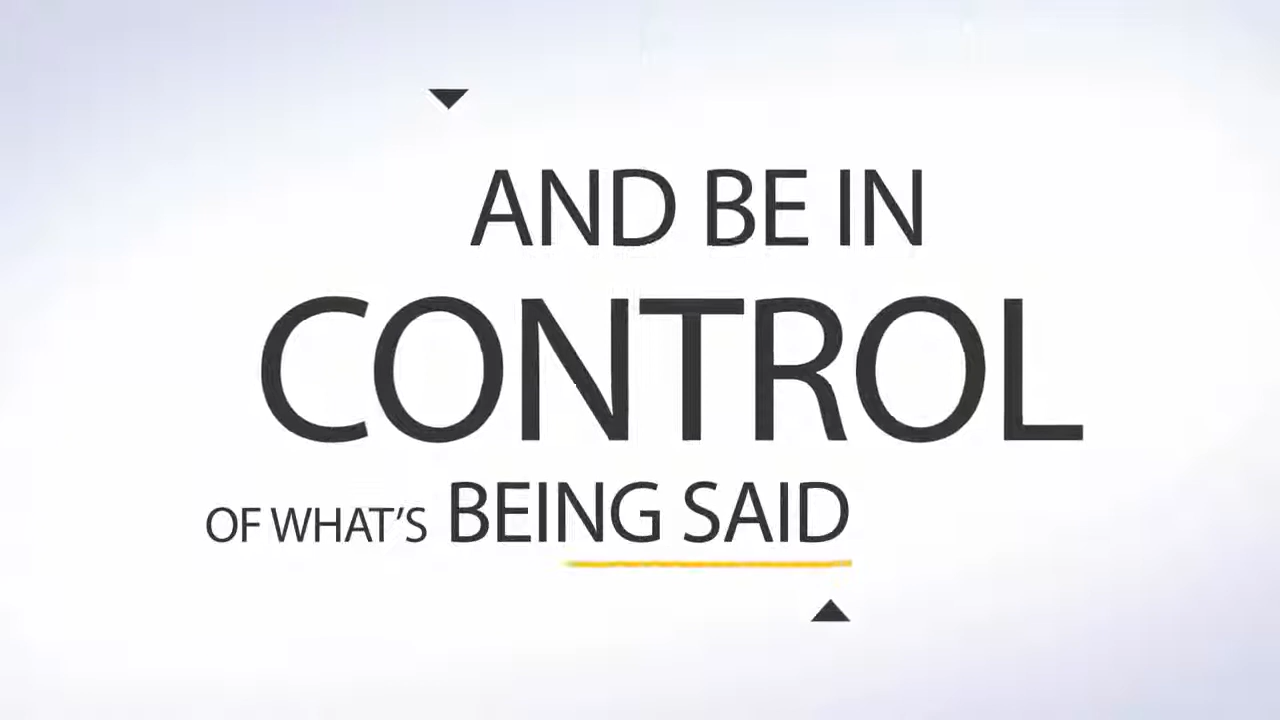 AND BE IN
CONTROL
OF WHAT'S BEING SAID